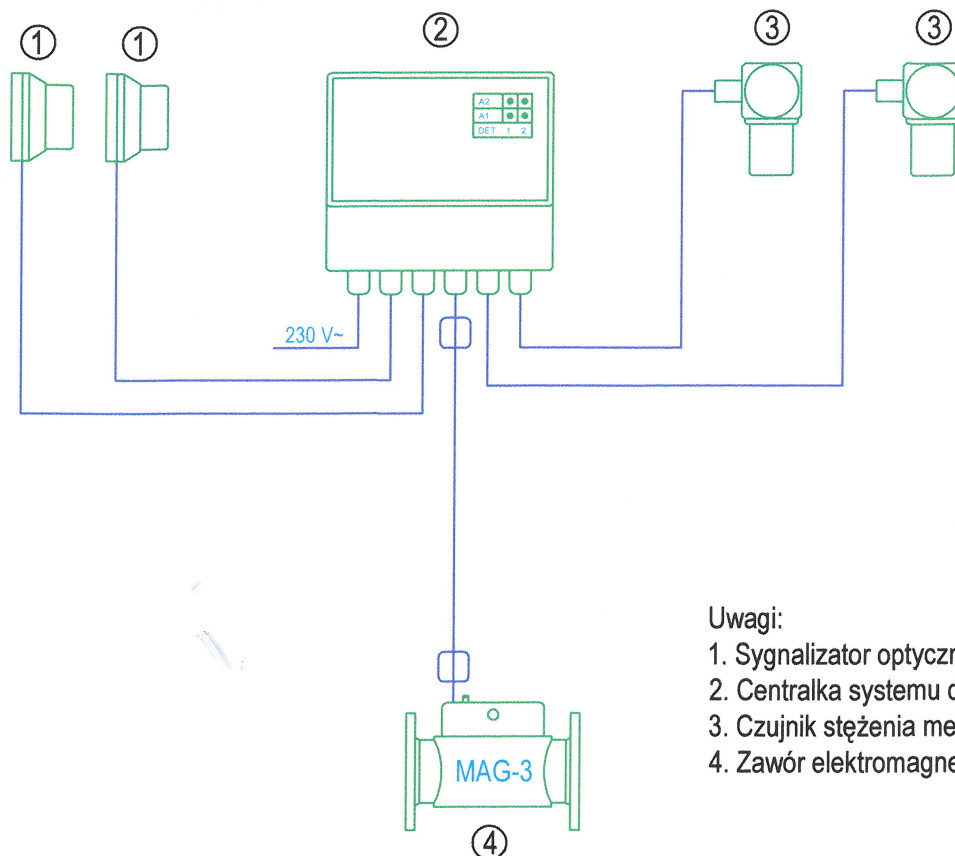 1 1 2 3 3
A2
A1
DET 1 2
230 V~
MAG-3
4
Uwagi:
1. Sygnalizator optyczn
2. Centralka systemu
3. Czujnik stężenia me
4. Zawór elektromagne